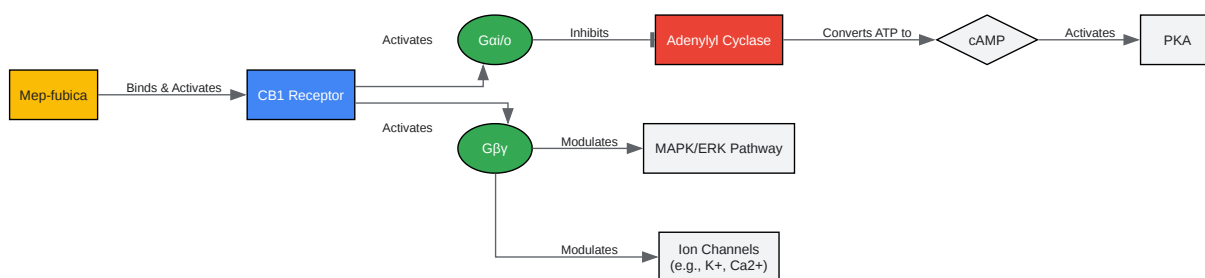 Activates
Gαi/o
Inhibits
Adenylyl Cyclase
Converts ATP to
cAMP
Activates
PKA
Mep-fubica
Binds & Activates
CB1 Receptor
Activates
Gβγ
Modulates
MAPK/ERK Pathway
Modulates
Ion Channels
(e.g., K+, Ca2+)